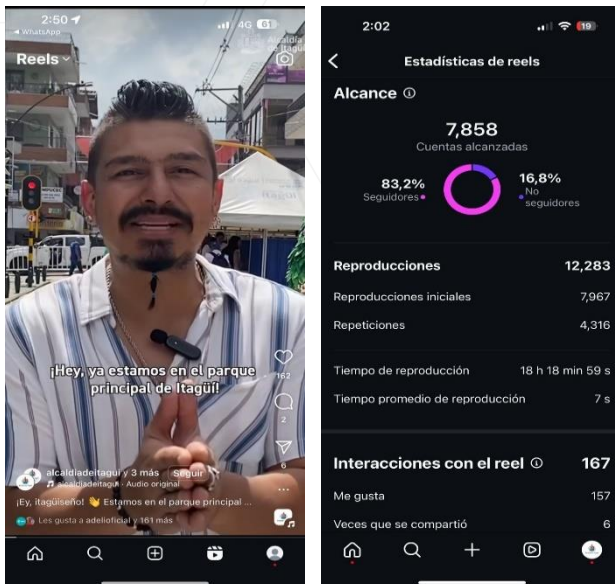 2:50
WhatsApp
4G 61
Alcaldía de Itagüí
Reels
¡Hey, ya estamos en el parque
principal de Itagüí!
162
2
6
alcaldiadeitagui y 3 más Seguir
alcaldiadeitagui · Audio original
¡Ey, itagüiseño! 👋 Estamos en el parque principal ...
Les gusta a adelioficial y 161 más
2:02
19
Estadísticas de reels
Alcance
7,858
Cuentas alcanzadas
83,2%
Seguidores
16,8%
No
seguidores
Reproducciones 12,283
Reproducciones iniciales 7,967
Repeticiones 4,316
Tiempo de reproducción 18 h 18 min 59 s
Tiempo promedio de reproducción 7 s
Interacciones con el reel 167
Me gusta 157
Veces que se compartió 6